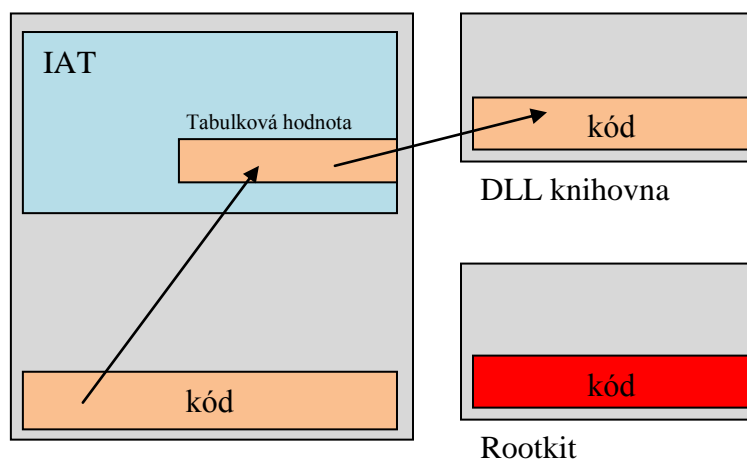 IAT
Tabulková hodnota
kód
kód
DLL knihovna
kód
Rootkit